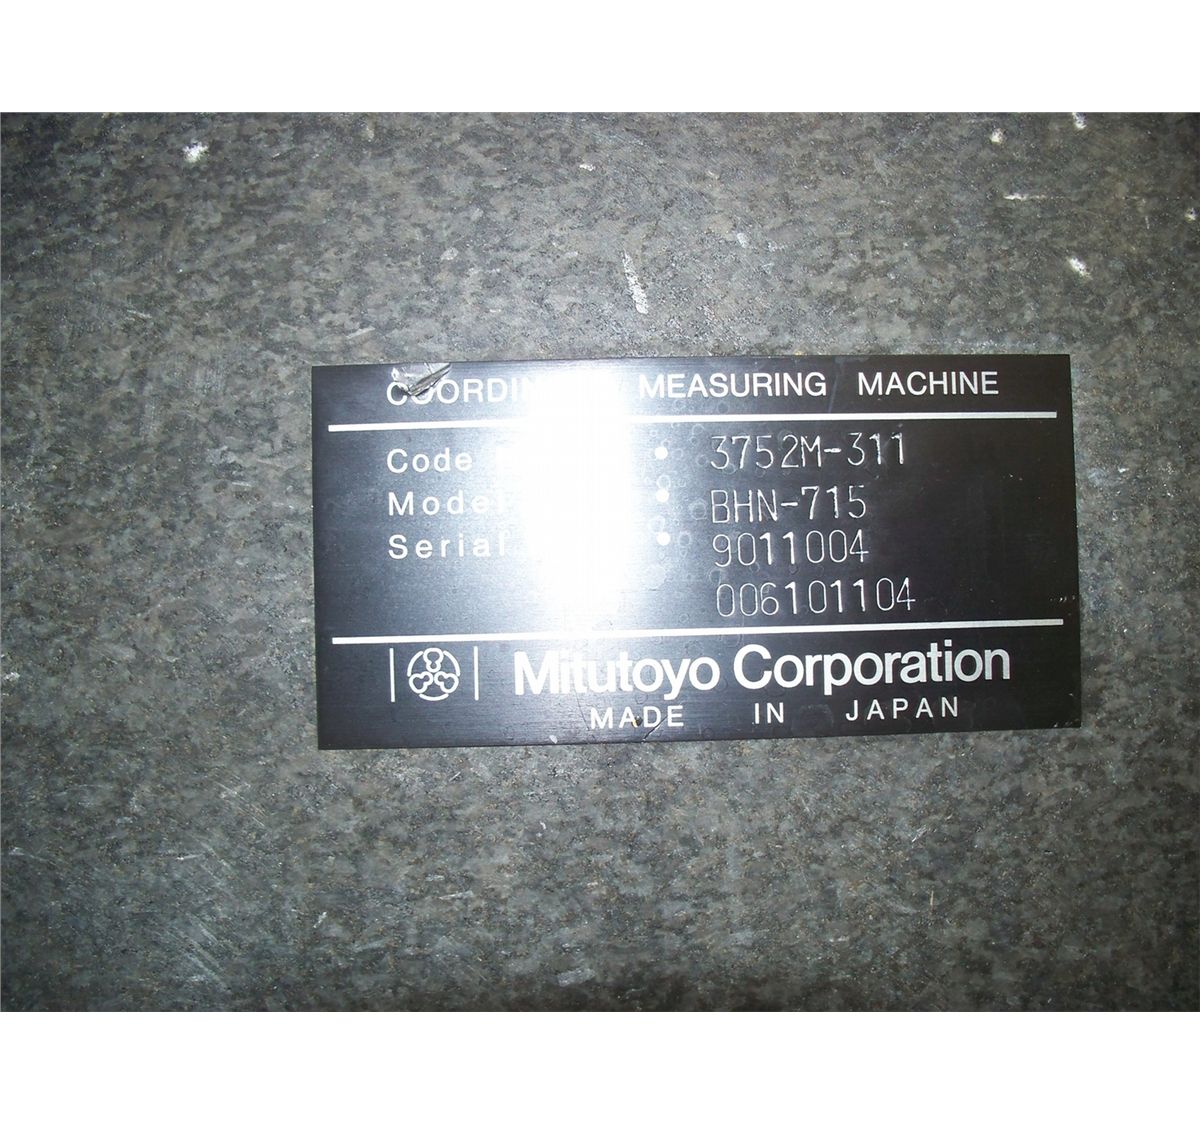 MEASURING MACHINE
Code 3752M-311
Model BHN-715
Serial 9011004
006101104
Mitutoyo Corporation
MADE IN JAPAN